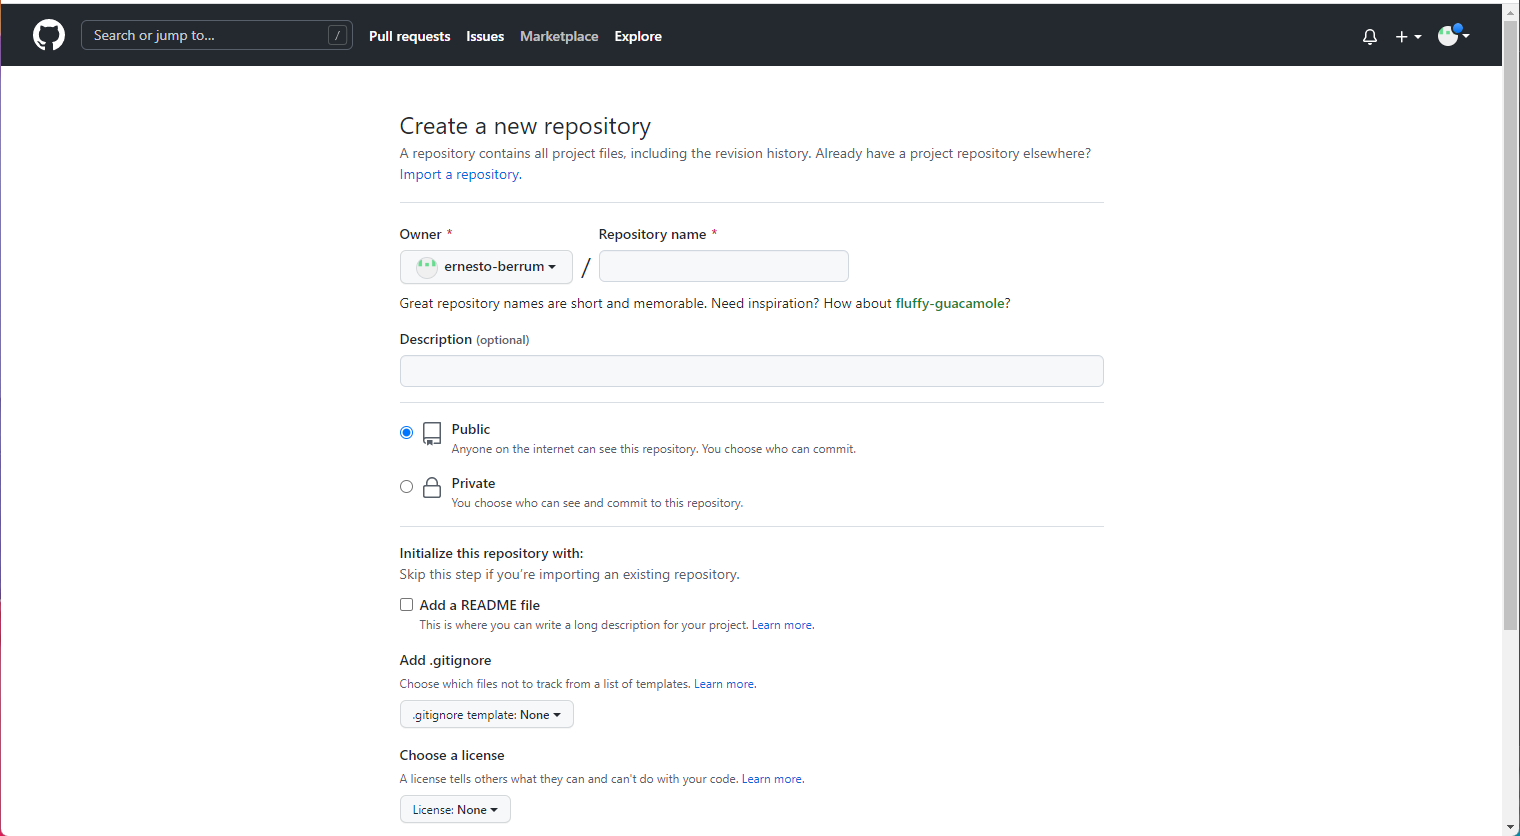 Search or jump to... /
Pull requests
Issues
Marketplace
Explore
Create a new repository
A repository contains all project files, including the revision history. Already have a project repository elsewhere?
Import a repository.
Owner *
Repository name *
ernesto-berrum
/
Great repository names are short and memorable. Need inspiration? How about fluffy-guacamole?
Description (optional)
Public
Anyone on the internet can see this repository. You choose who can commit.
Private
You choose who can see and commit to this repository.
Initialize this repository with:
Skip this step if you're importing an existing repository.
Add a README file
This is where you can write a long description for your project. Learn more.
Add .gitignore
Choose which files not to track from a list of templates. Learn more.
.gitignore template: None
Choose a license
A license tells others what they can and can't do with your code. Learn more.
License: None